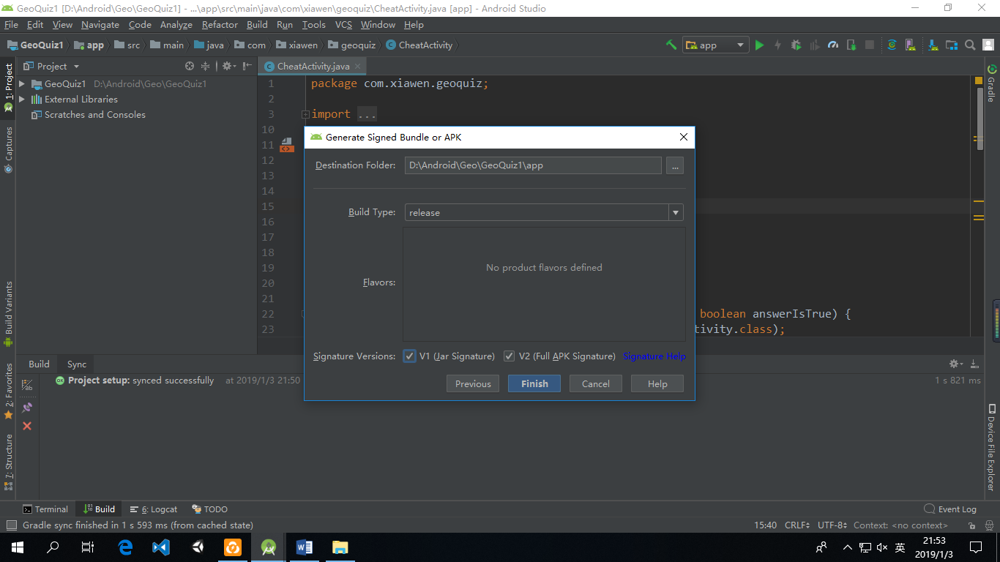 GeoQuiz1 [D:\Android\Geo\GeoQuiz1] - ...\app\src\main\java\com\xiawen\geoquiz\CheatActivity.java [app] - Android Studio
File Edit View Navigate Code Analyze Refactor Build Run Tools VCS Window Help
GeoQuiz1 app src main java com xiawen geoquiz CheatActivity app
1: Project
Captures
Build Variants
2: Favorites
7: Structure
Project
GeoQuiz1 D:\Android\Geo\GeoQuiz1
External Libraries
Scratches and Consoles
CheatActivity.java
1 package com.xiawen.geoquiz;
2
3 import ...
10
11
12
13
14
15
16
17
18
19
20
21
22 boolean answerIsTrue) {
23 tivity.class);
Generate Signed Bundle or APK
Destination Folder: D:\Android\Geo\GeoQuiz1\app ...
Build Type: release
Flavors: No product flavors defined
Signature Versions: V1 (Jar Signature) V2 (Full APK Signature) Signature Help
Previous Finish Cancel Help
Gradle
Device File Explorer
Build Sync
Project setup: synced successfully at 2019/1/3 21:50 1 s 821 ms
Terminal Build 6: Logcat TODO Event Log
Gradle sync finished in 1 s 593 ms (from cached state) 15:40 CRLF UTF-8 Context: <no context>
英 21:53
2019/1/3